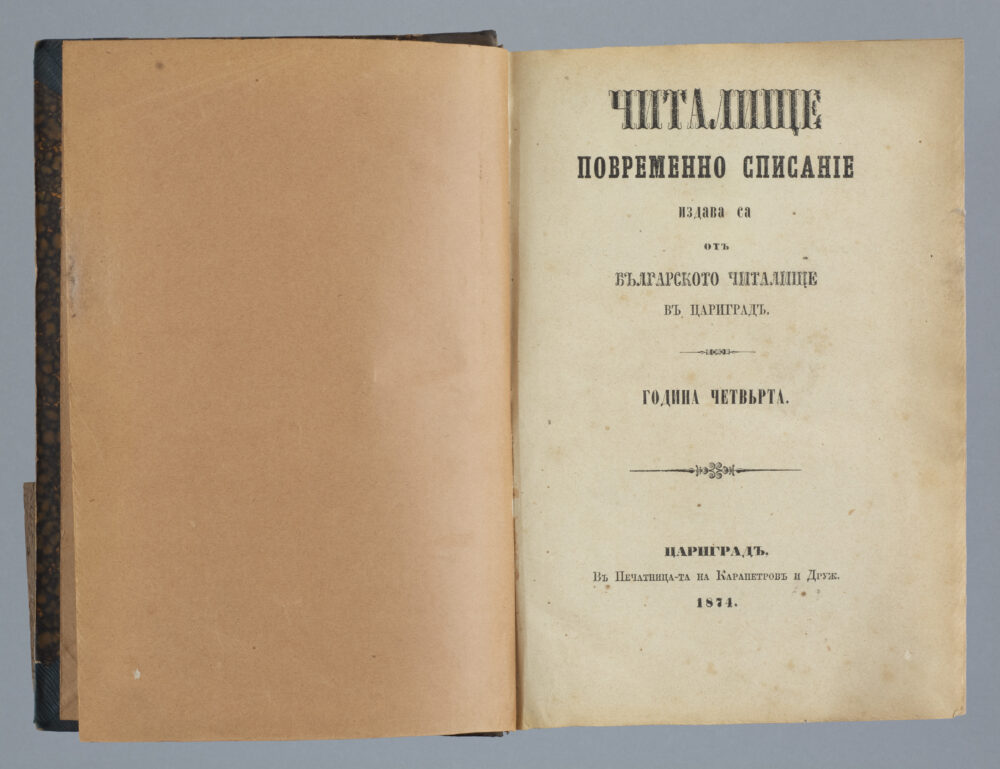 ЧИТАЛИЩЕ
ПОВРЕМЕННО СПИСАНІЕ
издава са
отъ
БЪЛГАРСКОТО ЧИТАЛИЩЕ
ВЪ ЦАРИГРАДЪ.
ГОДИНА ЧЕТВЬРТА.
ЦАРИГРАДЪ.
Въ Печатница-та на Карапетровъ и Друж.
1874.